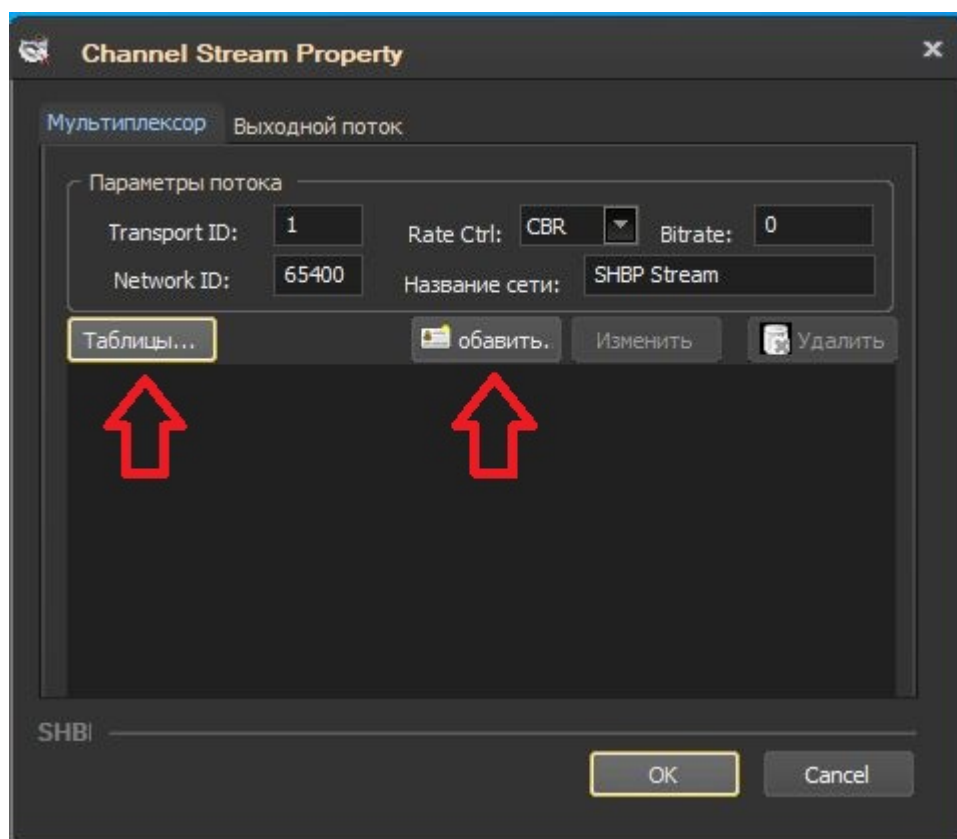 Channel Stream Property
Мультиплексор Выходной поток
Параметры потока
Transport ID: 1 Rate Ctrl: CBR Bitrate: 0
Network ID: 65400 Название сети: SHBP Stream
Таблицы... обавить. Изменить Удалить
SHB
OK Cancel